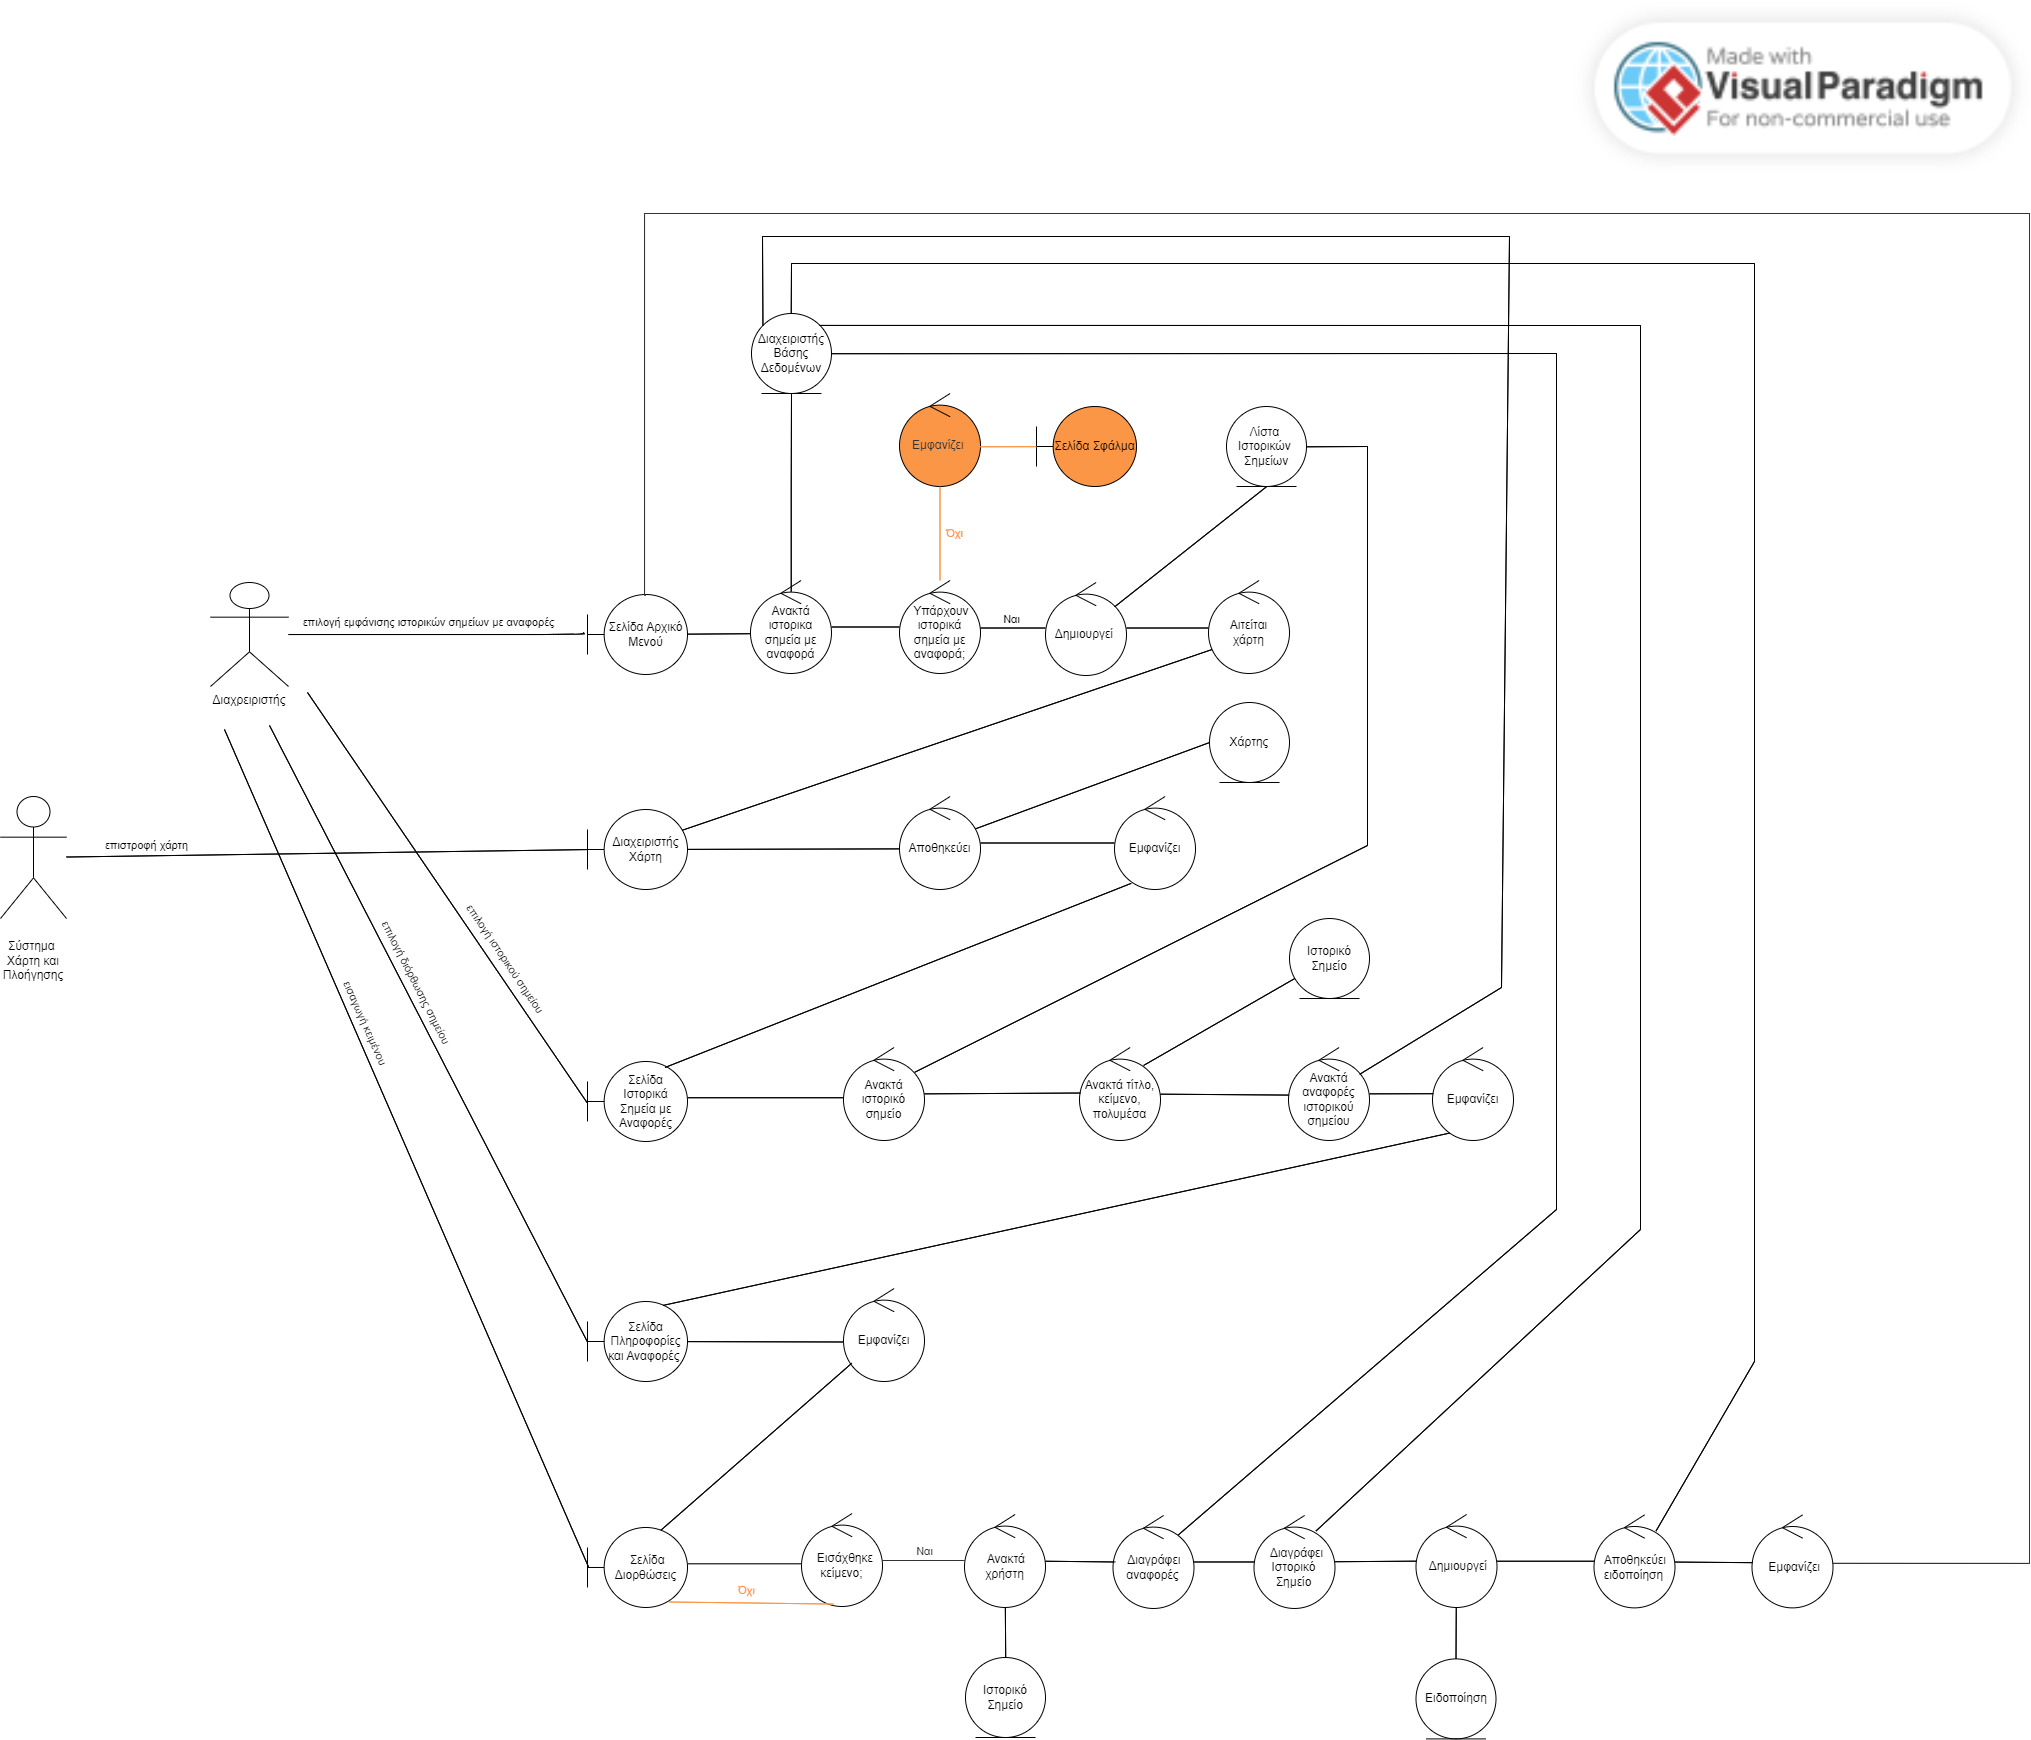 Made with
Visual Paradigm
For non-commercial use
Διαχειριστής
Βάσης
Δεδομένων
Εμφανίζει
Σελίδα Σφάλμα
Λίστα
Ιστορικών
Σημείων
Όχι
επιλογή εμφάνισης ιστορικών σημείων με αναφορές
Σελίδα Αρχικό
Μενού
Ανακτά
ιστορικα
σημεία με
αναφορά
Υπάρχουν
ιστορικά
σημεία με
αναφορά;
Ναι
Δημιουργεί
Αιτείται
χάρτη
Διαχρειριστής
Χάρτης
επιστροφή χάρτη
Διαχειριστής
Χάρτη
Αποθηκεύει
Εμφανίζει
Σύστημα
Χάρτη και
Πλοήγησης
επιλογή ιστορικού σημείου
επιλογή διόρθωσης σημείου
εισαγωγή κειμένου
Ιστορικό
Σημείο
Σελίδα
Ιστορικά
Σημεία με
Αναφορές
Ανακτά
ιστορικό
σημείο
Ανακτά τίτλο,
κείμενο,
πολυμέσα
Ανακτά
αναφορές
ιστορικού
σημείου
Εμφανίζει
Σελίδα
Πληροφορίες
και Αναφορές
Εμφανίζει
Σελίδα
Διορθώσεις
Όχι
Εισάχθηκε
κείμενο;
Ναι
Ανακτά
χρήστη
Διαγράφει
αναφορές
Διαγράφει
Ιστορικό
Σημείο
Δημιουργεί
Αποθηκεύει
ειδοποίηση
Εμφανίζει
Ιστορικό
Σημείο
Ειδοποίηση